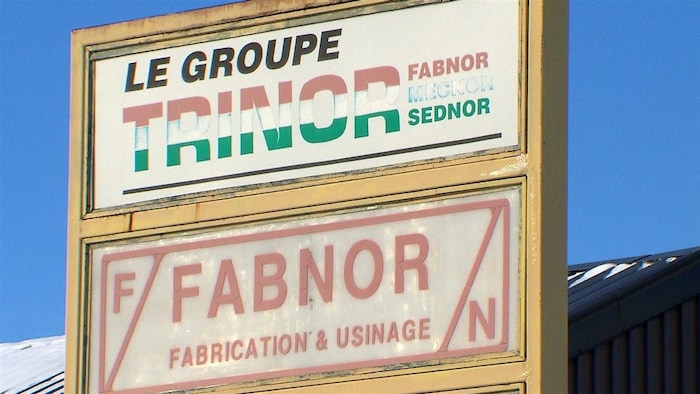 LE GROUPE
TRINOR
FABNOR
MECNOR
SEDNOR
F
FABNOR
N
FABRICATION & USINAGE